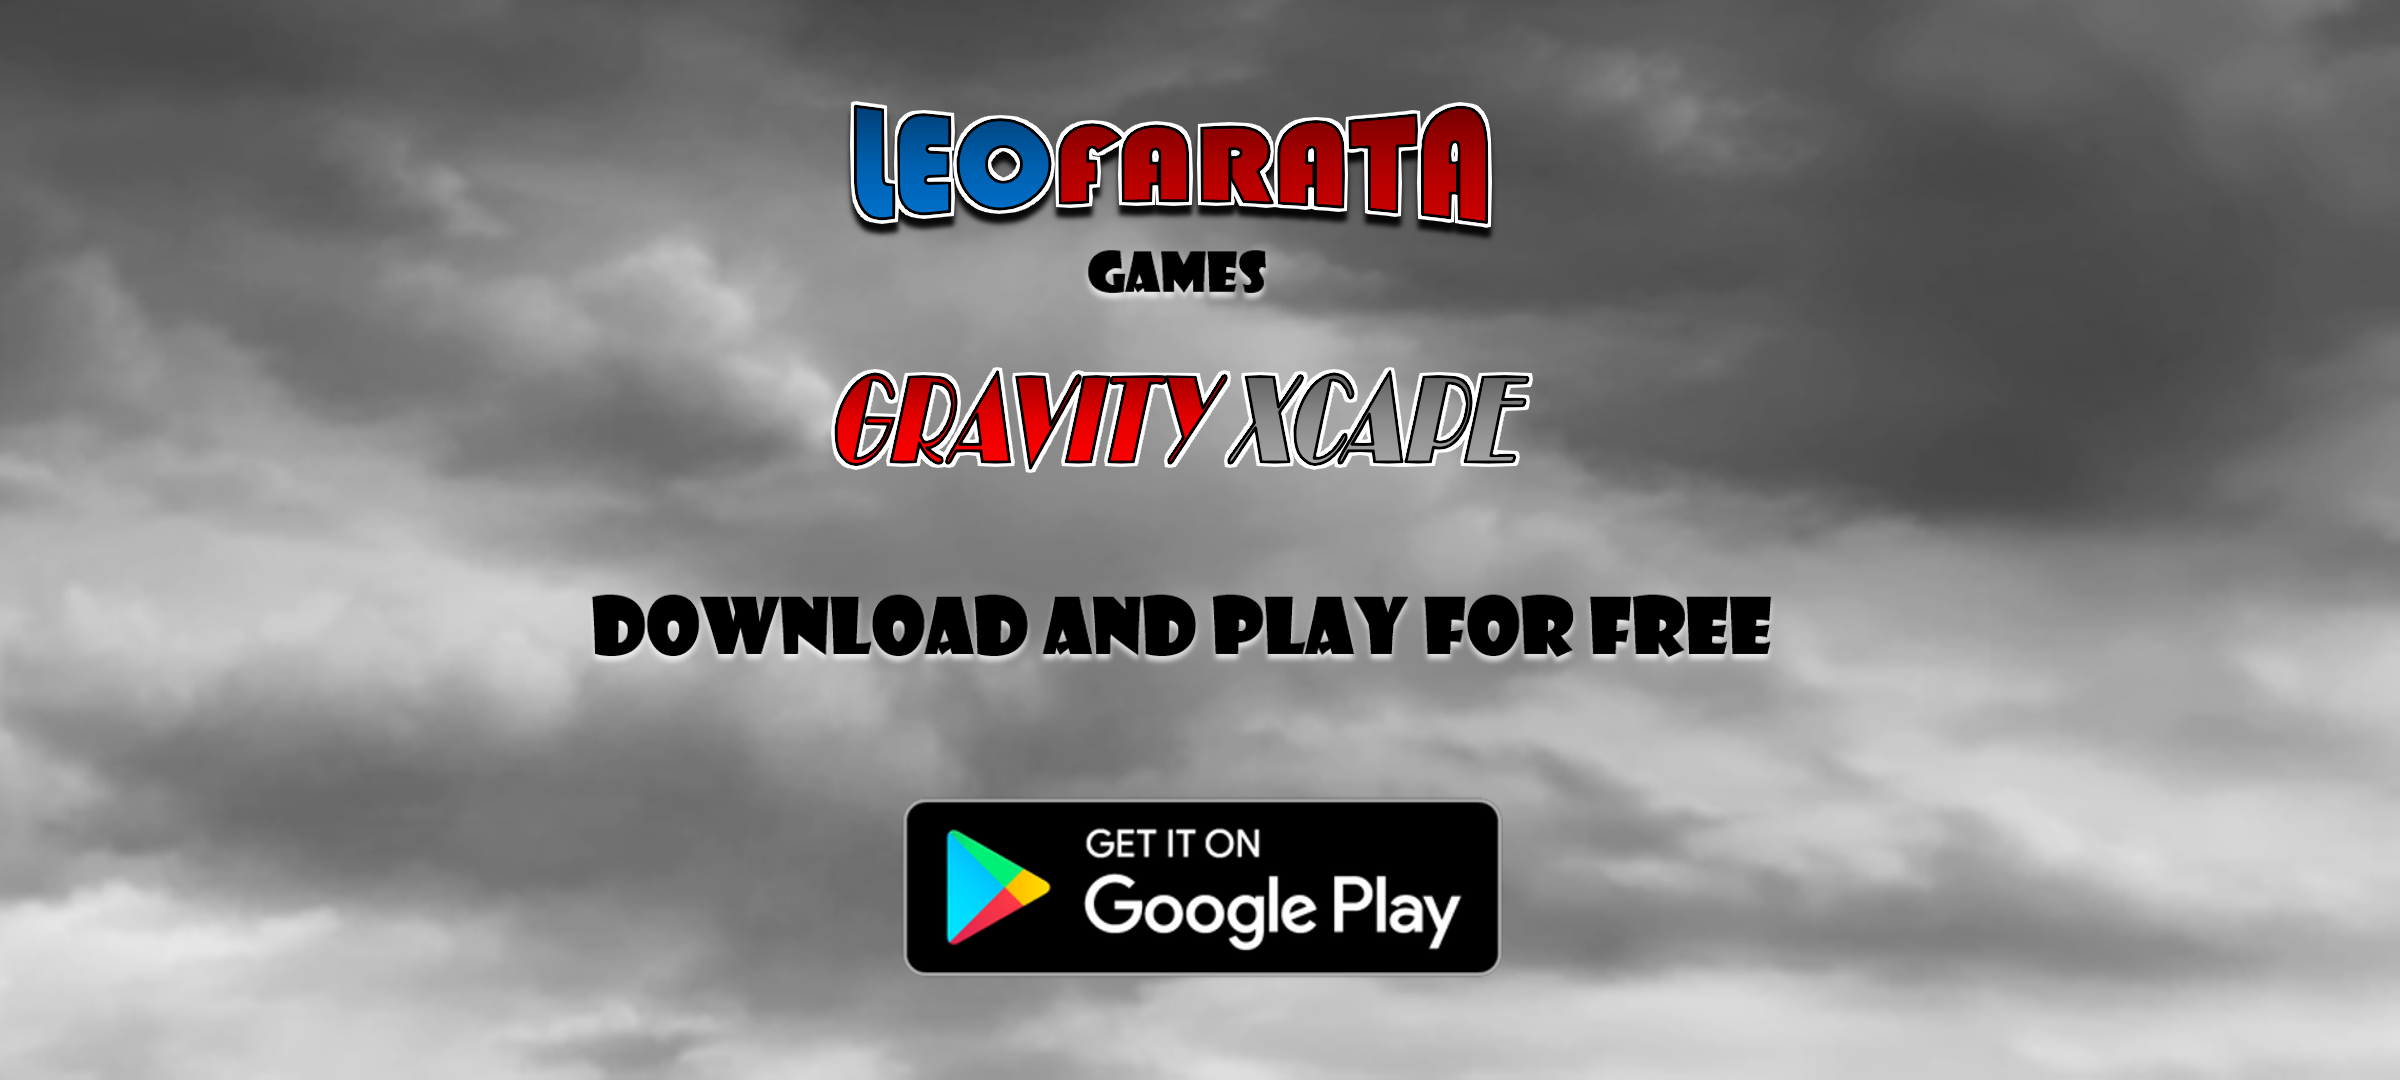 LEOFARATA
GAMES
GRAVITY XCAPE
DOWNLOAD AND PLAY FOR FREE
GET IT ON
Google Play